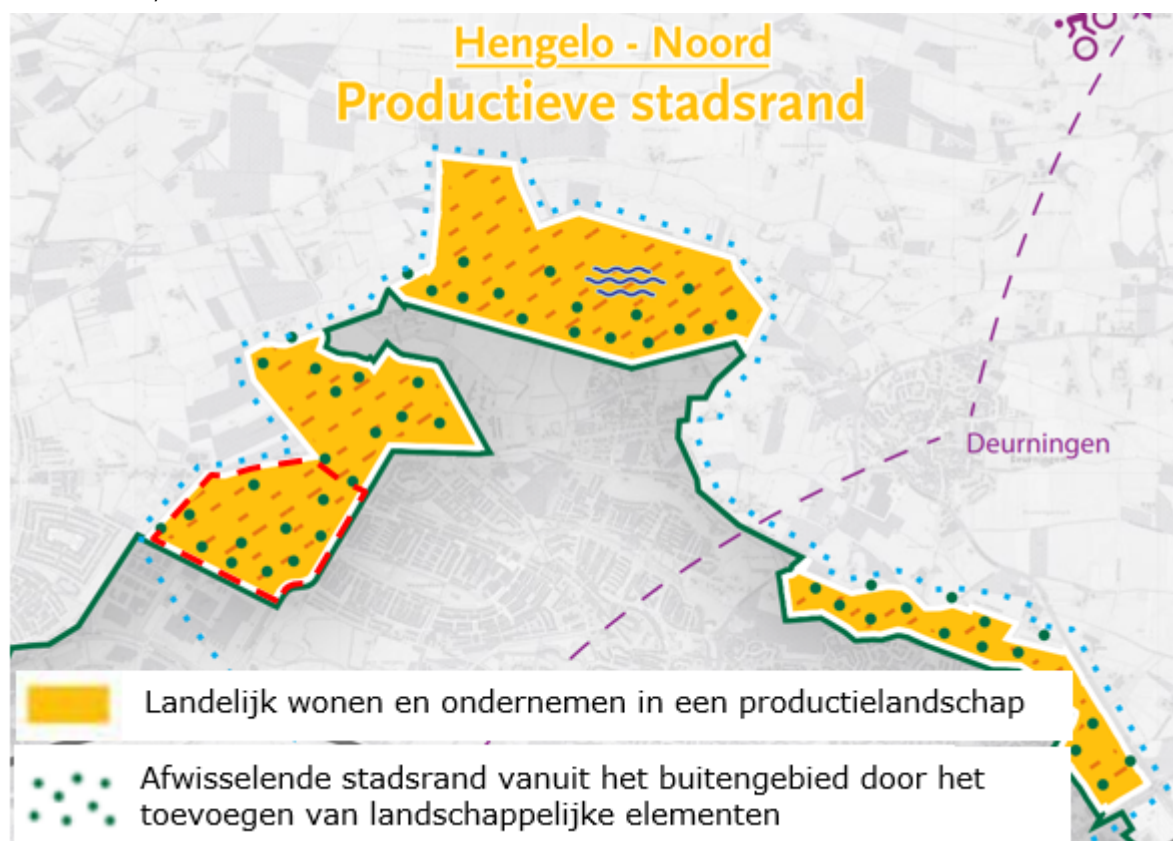 Hengelo - Noord
Productieve stadsrand
Deurningen
Landelijk wonen en ondernemen in een productielandschap
Afwisselende stadsrand vanuit het buitengebied door het
toevoegen van landschappelijke elementen